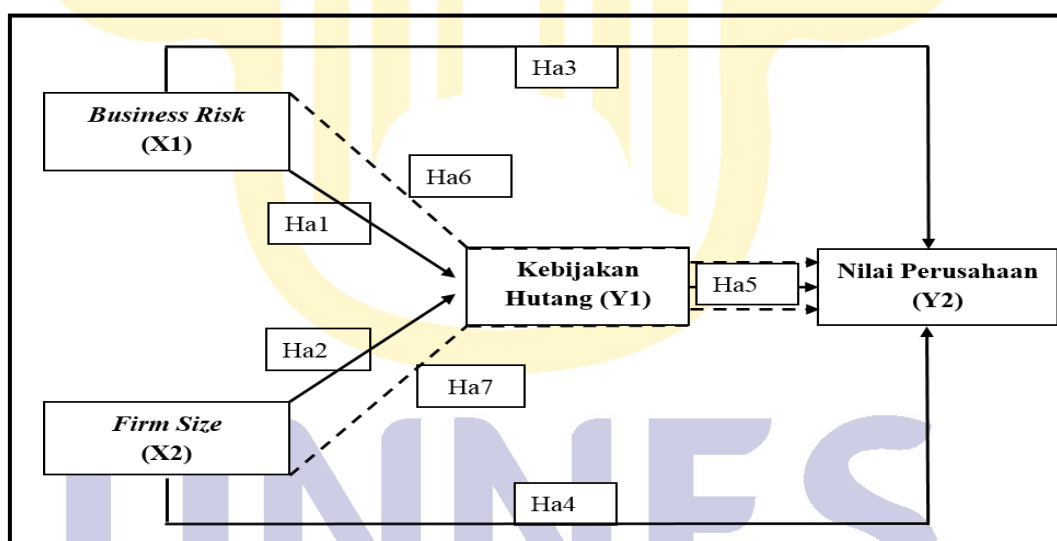 Ha3
Business Risk
(X1)
Ha6
Ha1
Kebijakan
Hutang (Y1)
Ha5
Nilai Perusahaan
(Y2)
Ha2
Ha7
Firm Size
(X2)
Ha4
UNNES